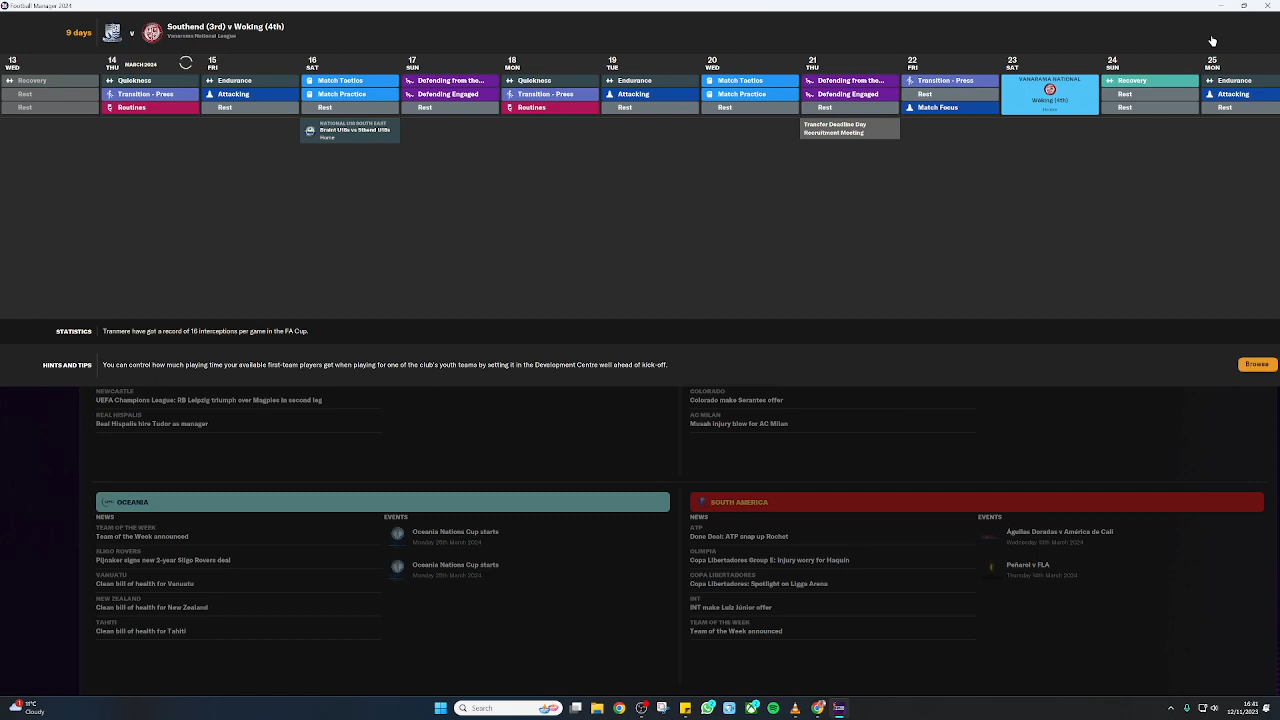 Football Manager 2024
9 days
v
Southend (3rd) v Woking (4th)
Vanarama National League
13
WED
14
THU
MARCH 2024
15
FRI
16
SAT
17
SUN
18
MON
19
TUE
20
WED
21
THU
22
FRI
23
SAT
24
SUN
25
MON
Recovery
Rest
Rest
Quickness
Transition - Press
Routines
Endurance
Attacking
Rest
Match Tactics
Match Practice
Rest
Defending from the...
Defending Engaged
Rest
Quickness
Transition - Press
Routines
Endurance
Attacking
Rest
Match Tactics
Match Practice
Rest
Defending from the...
Defending Engaged
Rest
Transition - Press
Rest
Match Focus
VANARAMA NATIONAL
Woking (4th)
Home
Recovery
Rest
Rest
Endurance
Attacking
Rest
NATIONAL U18 SOUTH EAST
Braint U18s vs Sthend U18s
Home
Transfer Deadline Day
Recruitment Meeting
STATISTICS
Tranmere have got a record of 16 interceptions per game in the FA Cup.
HINTS AND TIPS
You can control how much playing time your available first-team players get when playing for one of the club's youth teams by setting it in the Development Centre well ahead of kick-off.
Browse
NEWCASTLE
UEFA Champions League: RB Leipzig triumph over Magpies in second leg
REAL HISPALIS
Real Hispalis hire Tudor as manager
COLORADO
Colorado make Serantes offer
AC MILAN
Musah injury blow for AC Milan
OCEANIA
NEWS
TEAM OF THE WEEK
Team of the Week announced
SLIGO ROVERS
Pijnaker signs new 2-year Sligo Rovers deal
VANUATU
Clean bill of health for Vanuatu
NEW ZEALAND
Clean bill of health for New Zealand
TAHITI
Clean bill of health for Tahiti
EVENTS
Oceania Nations Cup starts
Monday 25th March 2024
Oceania Nations Cup starts
Monday 25th March 2024
SOUTH AMERICA
NEWS
ATP
Done Deal: ATP snap up Rochet
OLIMPIA
Copa Libertadores Group E: injury worry for Haquin
COPA LIBERTADORES
Copa Libertadores: Spotlight on Ligga Arena
INT
INT make Luiz Júnior offer
TEAM OF THE WEEK
Team of the Week announced
EVENTS
Águilas Doradas v América de Cali
Peñarol v FLA
Thursday 14th March 2024
1
11°C
Cloudy
Search
16:41
12/11/2023